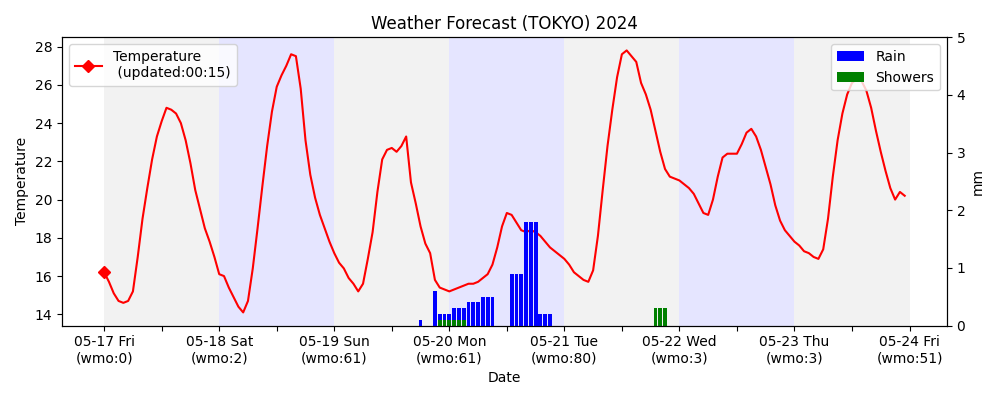 Weather Forecast (TOKYO) 2024
Temperature
(updated:00:15)
Rain
Showers
Temperature
28
26
24
22
20
18
16
14
5
4
3
2
1
0
mm
05-17 Fri
(wmo:0)
05-18 Sat
(wmo:2)
05-19 Sun
(wmo:61)
05-20 Mon
(wmo:61)
05-21 Tue
(wmo:80)
05-22 Wed
(wmo:3)
05-23 Thu
(wmo:3)
05-24 Fri
(wmo:51)
Date